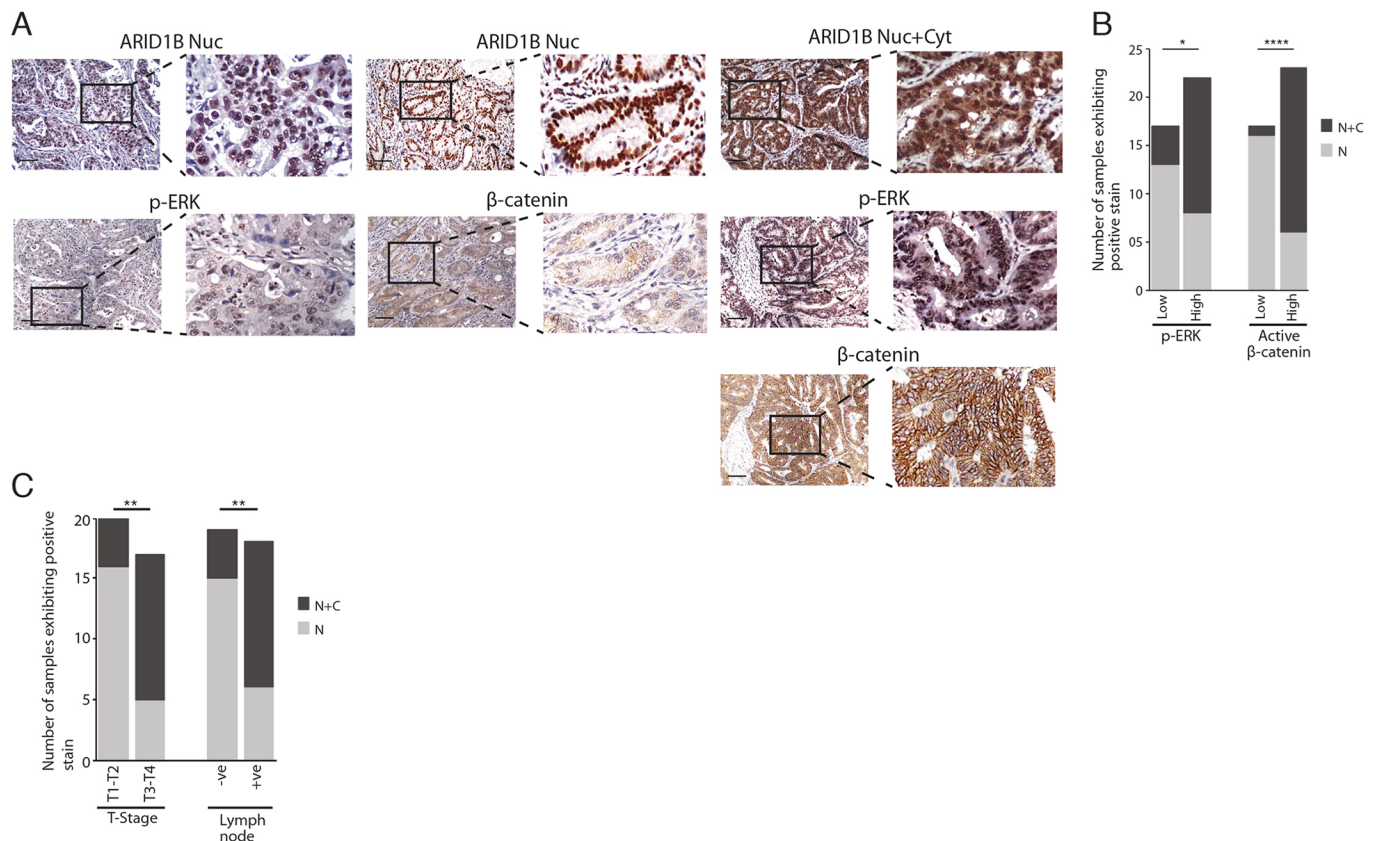 A
ARID1B Nuc
ARID1B Nuc
ARID1B Nuc+Cyt
p-ERK
β-catenin
p-ERK
β-catenin
B
Number of samples exhibiting
positive stain
25
20
15
10
05
0
*
****
Low
High
Low
High
p-ERK
Active
β-catenin
N+C
N
C
Number of samples exhibiting positive
stain
20
15
10
5
0
**
**
T1-T2
T3-T4
-ve
+ve
T-Stage
Lymph
node
N+C
N